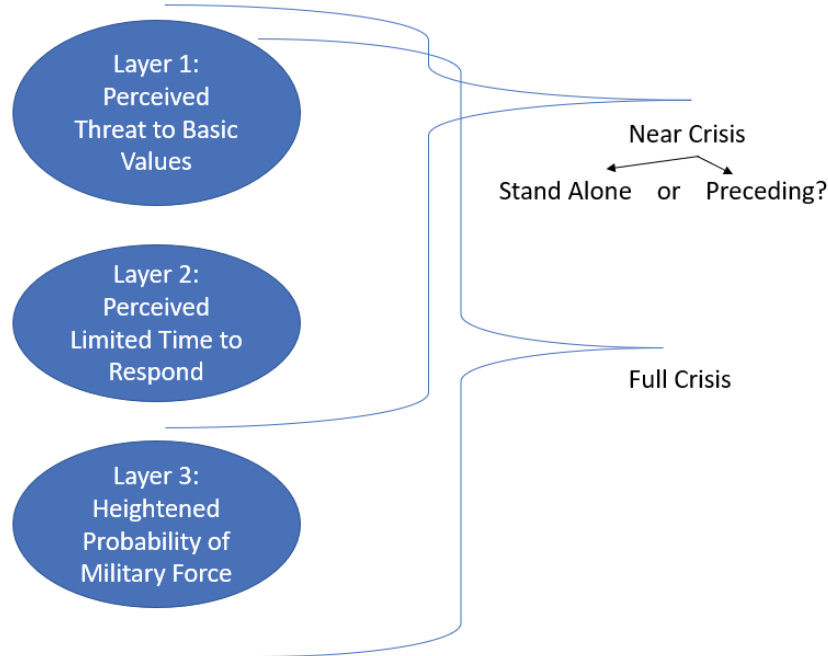 Layer 1:
Perceived
Threat to Basic
Values
Near Crisis
Stand Alone or Preceding?
Layer 2:
Perceived
Limited Time to
Respond
Full Crisis
Layer 3:
Heightened
Probability of
Military Force